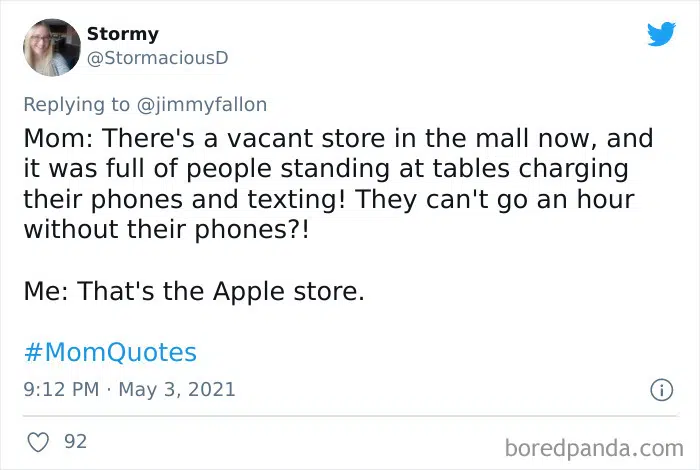 Stormy
@StormaciousD
Replying to @jimmyfallon
Mom: There's a vacant store in the mall now, and
it was full of people standing at tables charging
their phones and texting! They can't go an hour
without their phones?!
Me: That's the Apple store.
#MomQuotes
9:12 PM · May 3, 2021
92
boredpanda.com